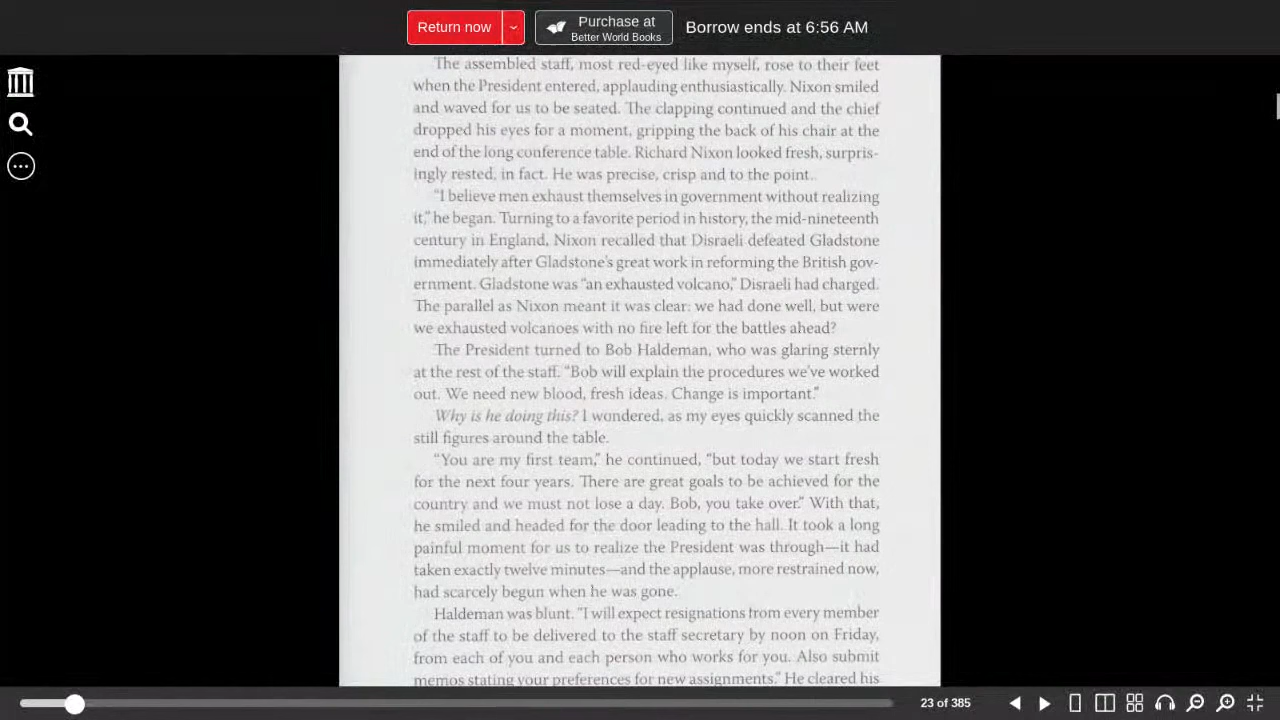 Return now
Purchase at
Better World Books
Borrow ends at 6:56 AM
The assembled staff, most red-eyed like myself, rose to their feet
when the President entered, applauding enthusiastically. Nixon smiled
and waved for us to be seated. The clapping continued and the chief
dropped his eyes for a moment, gripping the back of his chair at the
end of the long conference table. Richard Nixon looked fresh, surpris-
ingly rested, in fact. He was precise, crisp and to the point..
“I believe men exhaust themselves in government without realizing
it,” he began. Turning to a favorite period in history, the mid-nineteenth
century in England, Nixon recalled that Disraeli defeated Gladstone
immediately after Gladstone’s great work in reforming the British gov-
ernment. Gladstone was “an exhausted volcano,” Disraeli had charged.
The parallel as Nixon meant it was clear: we had done well, but were
we exhausted volcanoes with no fire left for the battles ahead?
The President turned to Bob Haldeman, who was glaring sternly
at the rest of the staff. “Bob will explain the procedures we’ve worked
out. We need new blood, fresh ideas. Change is important.”
Why is he doing this? I wondered, as my eyes quickly scanned the
still figures around the table.
“You are my first team,” he continued, “but today we start fresh
for the next four years. There are great goals to be achieved for the
country and we must not lose a day. Bob, you take over.” With that,
he smiled and headed for the door leading to the hall. It took a long
painful moment for us to realize the President was through—it had
taken exactly twelve minutes—and the applause, more restrained now,
had scarcely begun when he was gone.
Haldeman was blunt. “I will expect resignations from every member
of the staff to be delivered to the staff secretary by noon on Friday,
from each of you and each person who works for you. Also submit
memos stating your preferences for new assignments.” He cleared his
23 of 385